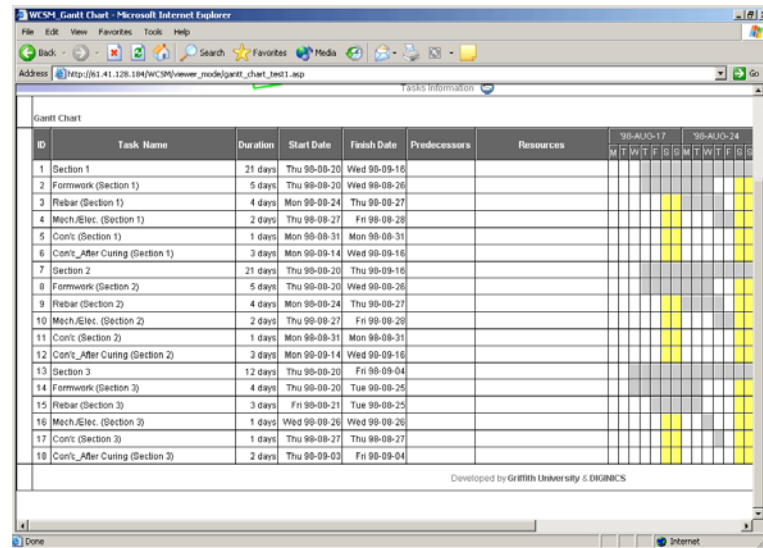 WCSM_Gantt Chart - Microsoft Internet Explorer
File Edit View Favorites Tools Help
Back Search Favorites Media
Address http://61.41.128.184/WCSM/viewer_mode/gantt_chart_test1.asp Go
Tasks Information
Gantt Chart
ID Task Name Duration Start Date Finish Date Predecessors Resources '98-AUG-17 '98-AUG-24
M T W T F S S M T W T F S S
1 Section 1 21 days Thu 98-08-20 Wed 98-09-16
2 Formwork (Section 1) 5 days Thu 98-08-20 Wed 98-08-26
3 Rebar (Section 1) 4 days Mon 98-08-24 Thu 98-08-27
4 Mech./Elec. (Section 1) 2 days Thu 98-08-27 Fri 98-08-28
5 Con'c (Section 1) 1 days Mon 98-08-31 Mon 98-08-31
6 Con'c_After Curing (Section 1) 3 days Mon 98-09-14 Wed 98-09-16
7 Section 2 21 days Thu 98-08-20 Thu 98-09-16
8 Formwork (Section 2) 5 days Thu 98-08-20 Wed 98-08-26
9 Rebar (Section 2) 4 days Mon 98-08-24 Thu 98-08-27
10 Mech./Elec. (Section 2) 2 days Thu 98-08-27 Fri 98-08-28
11 Con'c (Section 2) 1 days Mon 98-08-31 Mon 98-08-31
12 Con'c_After Curing (Section 2) 3 days Mon 98-09-14 Wed 98-09-16
13 Section 3 12 days Thu 98-08-20 Fri 98-09-04
14 Formwork (Section 3) 4 days Thu 98-08-20 Tue 98-08-25
15 Rebar (Section 3) 3 days Fri 98-08-21 Tue 98-08-25
16 Mech./Elec. (Section 3) 1 days Wed 98-08-26 Wed 98-08-26
17 Con'c (Section 3) 1 days Thu 98-08-27 Thu 98-08-27
18 Con'c_After Curing (Section 3) 2 days Thu 98-09-03 Fri 98-09-04
Developed by Griffith University & DIGINICS
Done Internet